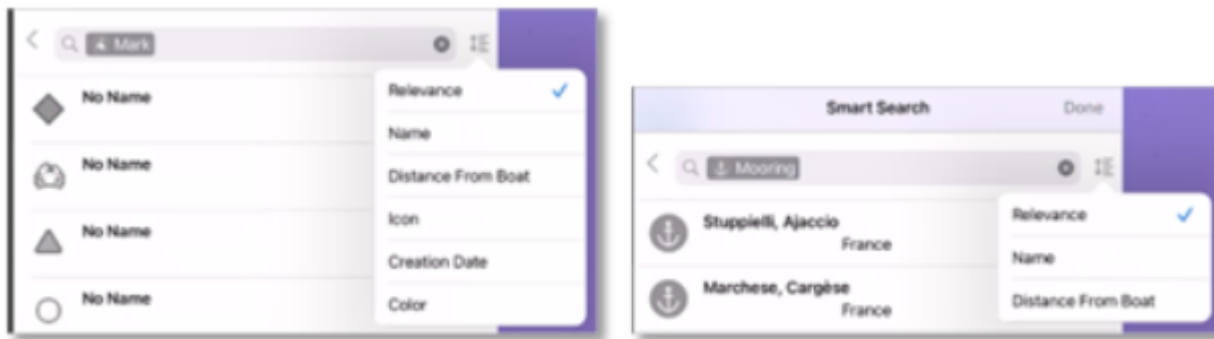 Mark
No Name
No Name
No Name
No Name
Relevance
Name
Distance From Boat
Icon
Creation Date
Color
Smart Search
Done
Mooring
Stuppielli, Ajaccio
France
Marchese, Cargèse
France
Relevance
Name
Distance From Boat